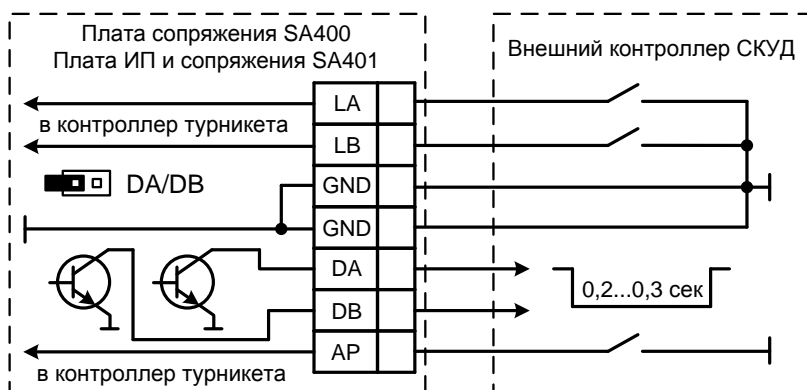 Плата сопряжения SA400
Плата ИП и сопряжения SA401
Внешний контроллер СКУД
LA
в контроллер турникета
LB
DA/DB
GND
GND
DA
0,2...0,3 сек
DB
AP
в контроллер турникета